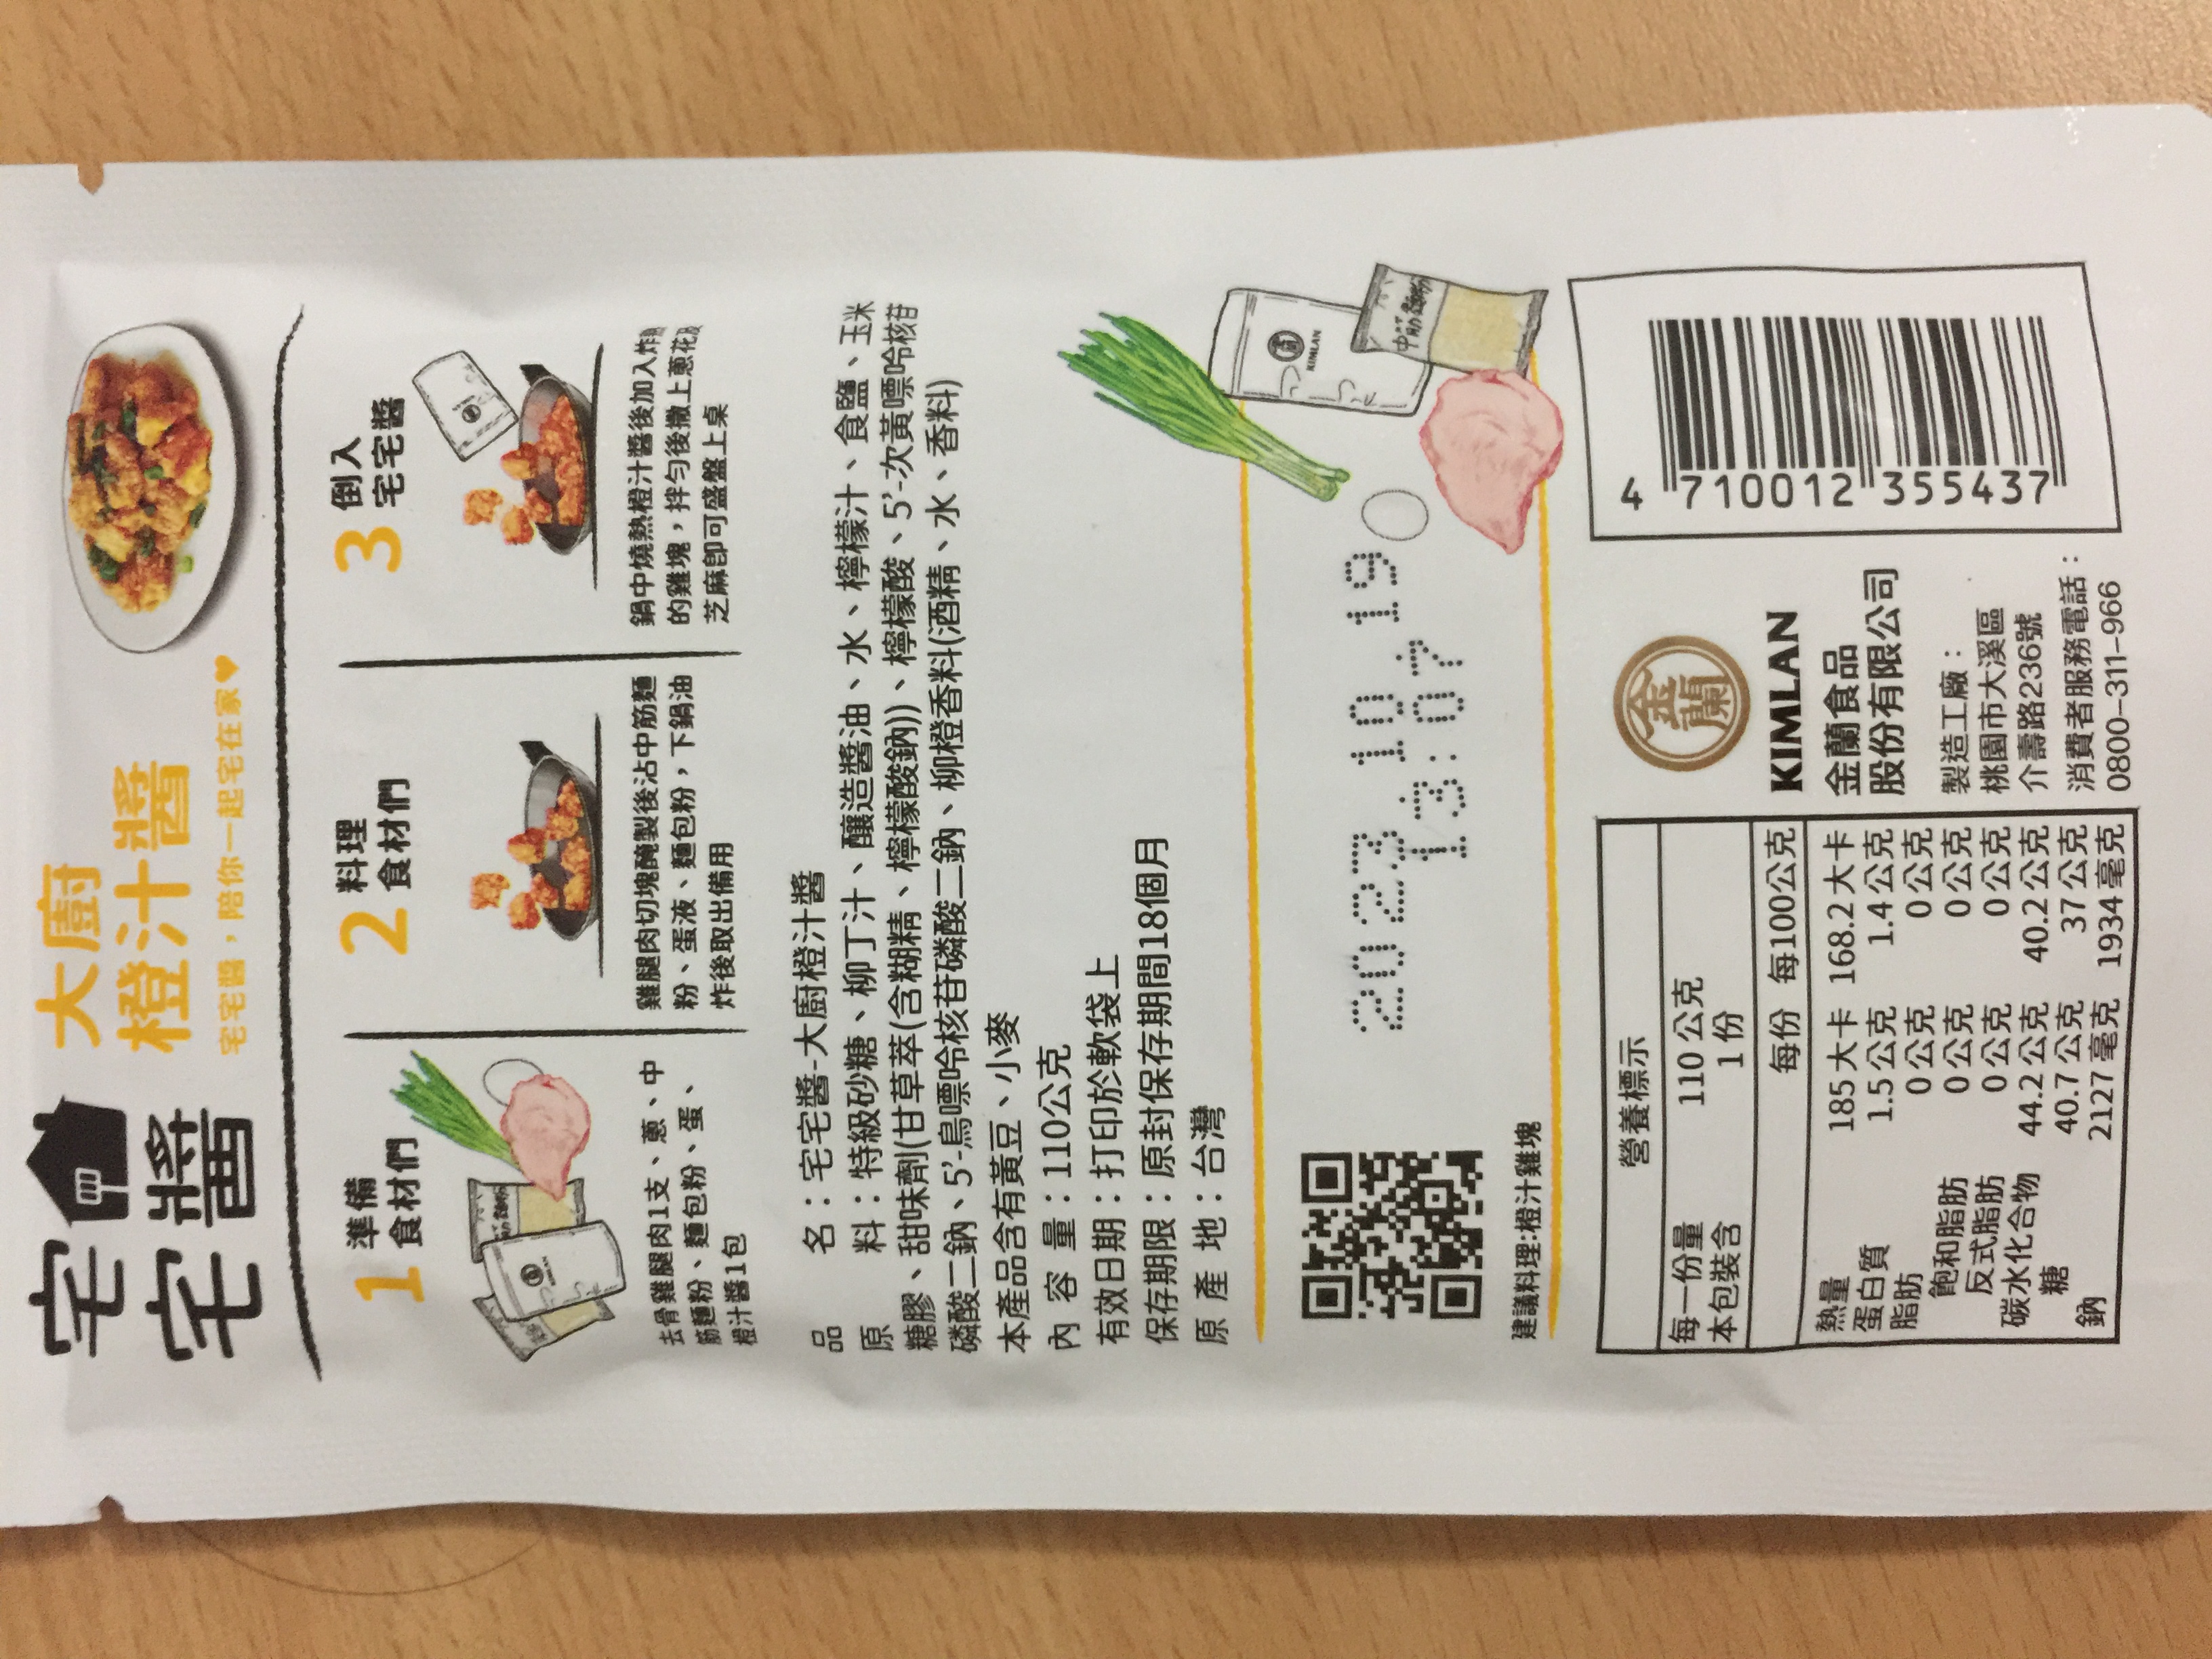 宅
宅醬
大廚
橙汁醬
宅宅醬，陪你一起宅在家
1 準備
食材們
去骨雞腿肉1支、蔥、中
筋麵粉、麵包粉、蛋、
橙汁醬1包
2 料理
食材們
雞腿肉切塊醃製後沾中筋麵
粉、蛋液、麵包粉，下鍋油
炸後取出備用
3 倒入
宅宅醬
鍋中燒熱橙汁醬後加入炸
的雞塊，拌勻後撒上蔥花
芝麻即可盛盤上桌
品名：宅宅醬-大廚橙汁醬
原料：特級砂糖、柳丁汁、釀造醬油、水、檸檬汁、食鹽、玉米
糖膠、甜味劑(甘草萃(含糊精、檸檬酸鈉))、檸檬酸、5'-次黃嘌呤核苷
磷酸二鈉、5'-鳥嘌呤核苷磷酸二鈉、柳橙香料(酒精、水、香料)
本產品含有黃豆、小麥
內容量：110公克
有效日期：打印於軟袋上
保存期限：原封保存期間18個月
原產地：台灣
2022 10 19
13:07
KIMLAN
中筋麵粉
建議料理:橙汁雞塊
營養標示
每一份量 110 公克
本包裝含 1 份
每份 每100公克
熱量 185 大卡 168.2 大卡
蛋白質 1.5 公克 1.4 公克
脂肪 0 公克 0 公克
飽和脂肪 0 公克 0 公克
反式脂肪 0 公克 0 公克
碳水化合物 44.2 公克 40.2 公克
糖 40.7 公克 37 公克
鈉 2127 毫克 1934 毫克
金蘭
KIMLAN
金蘭食品
股份有限公司
製造工廠：
桃園市大溪區
介壽路236號
消費者服務電話：
0800-311-966
4 710012 355437